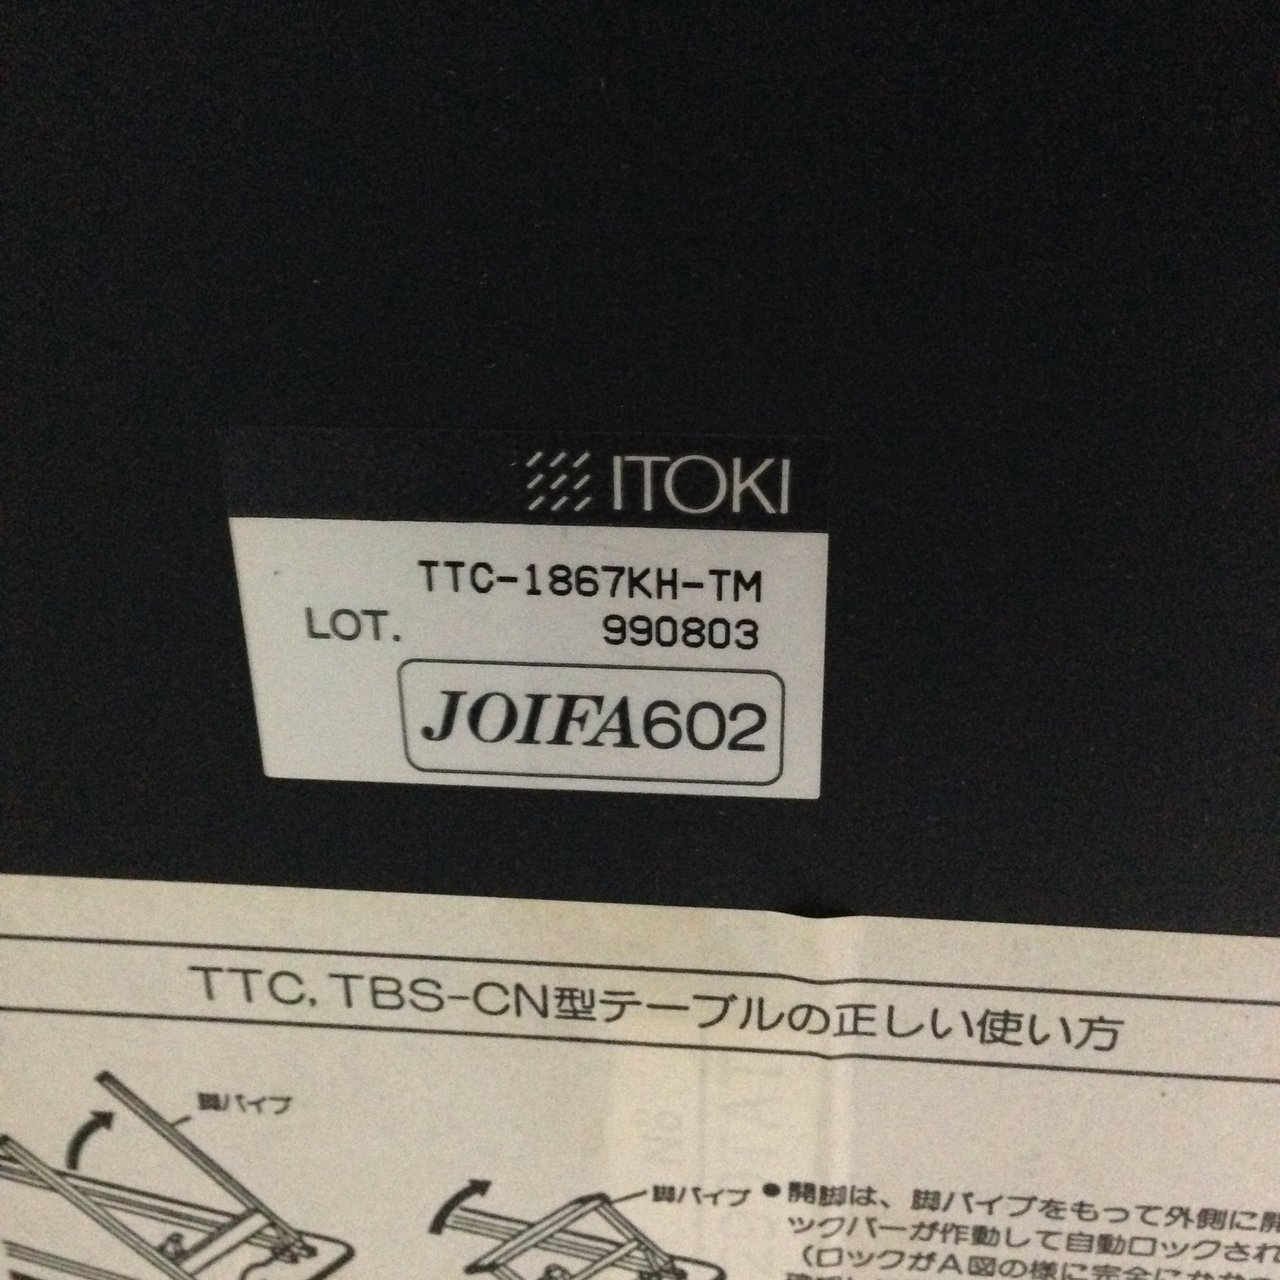 ITOKI
TTC-1867KH-TM
LOT. 990803
JOIFA602
TTC, TBS-CN型テーブルの正しい使い方
脚パイプ
脚パイプ
●開脚は、脚パイプをもって外側に開
ックバーが作動して自動ロックされ
（ロックがA図の様に完全に